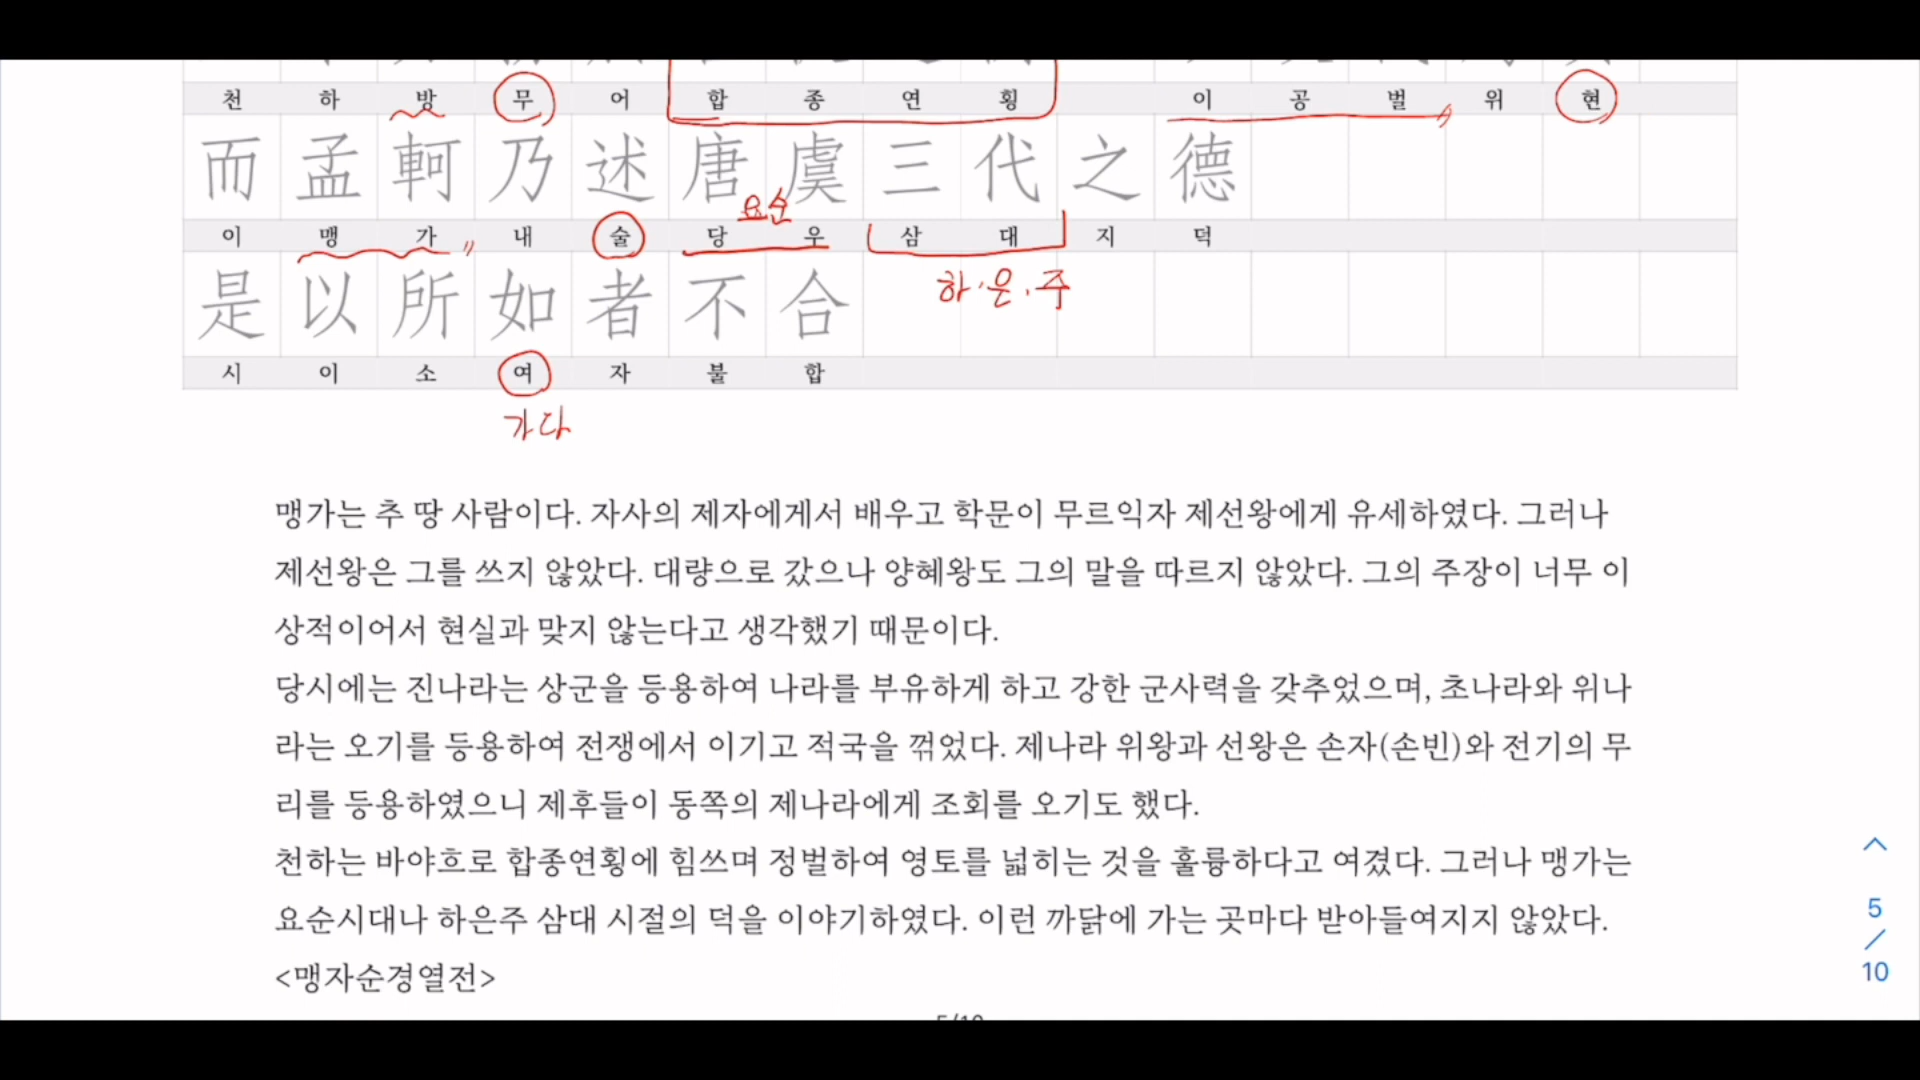 천 하 방 무 어 합 종 연 횡 이 공 벌 위 현
而 孟 軻 乃 述 唐 虞 三 代 之 德
요순
이 맹 가 내 술 당 우 삼 대 지 덕
하·은·주
是 以 所 如 者 不 合
시 이 소 여 자 불 합
가다
맹가는 추 땅 사람이다. 자사의 제자에게서 배우고 학문이 무르익자 제선왕에게 유세하였다. 그러나
제선왕은 그를 쓰지 않았다. 대량으로 갔으나 양혜왕도 그의 말을 따르지 않았다. 그의 주장이 너무 이
상적이어서 현실과 맞지 않는다고 생각했기 때문이다.
당시에는 진나라는 상군을 등용하여 나라를 부유하게 하고 강한 군사력을 갖추었으며, 초나라와 위나
라는 오기를 등용하여 전쟁에서 이기고 적국을 꺾었다. 제나라 위왕과 선왕은 손자(손빈)와 전기의 무
리를 등용하였으니 제후들이 동쪽의 제나라에게 조회를 오기도 했다.
천하는 바야흐로 합종연횡에 힘쓰며 정벌하여 영토를 넓히는 것을 훌륭하다고 여겼다. 그러나 맹가는
요순시대나 하은주 삼대 시절의 덕을 이야기하였다. 이런 까닭에 가는 곳마다 받아들여지지 않았다.
<맹자순경열전>
5
/
10
5/10